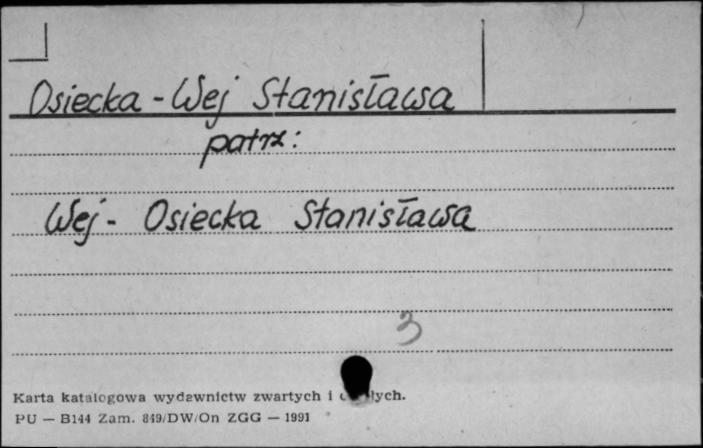 Osiecka - Wej Stanisława
patrz:
Wej - Osiecka Stanisława
3
Karta katalogowa wydawnictw zwartych i
PU — B144 Zam. 849/DW/On ZGG — 1991